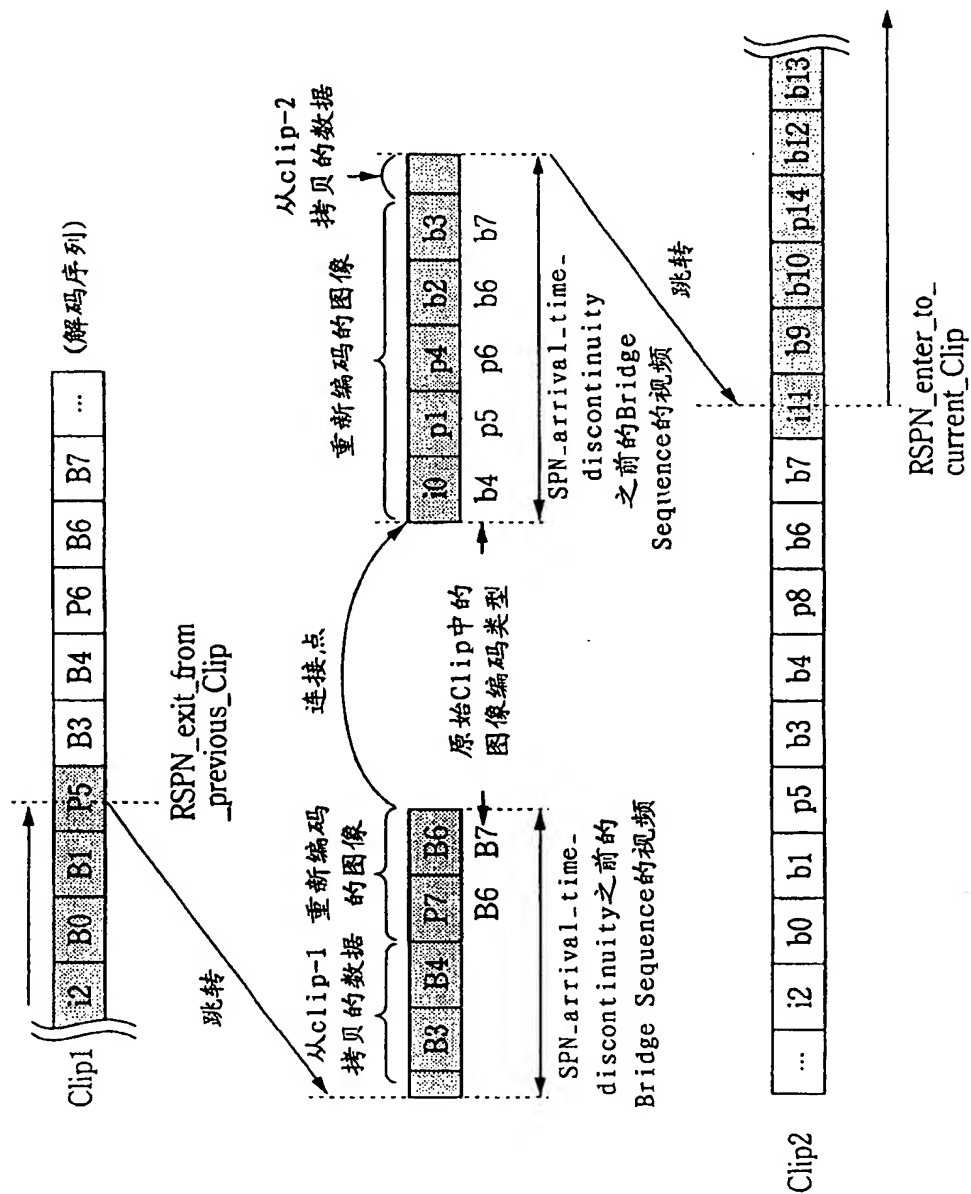 Clip1
i2 B0 B1 P5 B3 B4 P6 B6 B7 ... (解码序列)
RSPN_exit_from
_previous_Clip
跳转
从clip-1
拷贝的数据
重新编码
的图像
B3 B4 P7 B6
B6 B7
SPN_arrival_time_
discontinuity之前的
Bridge Sequence的视频
连接点
原始Clip中的
图像编码类型
重新编码的图像
从clip-2
拷贝的数据
i0 p1 p4 b2 b3
b4 p5 p6 b6 b7
SPN_arrival_time_
discontinuity
之前的Bridge
Sequence的视频
跳转
Clip2
... i2 b0 b1 p5 b3 b4 p8 b6 b7 i11 b9 b10 p14 b12 b13
RSPN_enter_to_
current_Clip